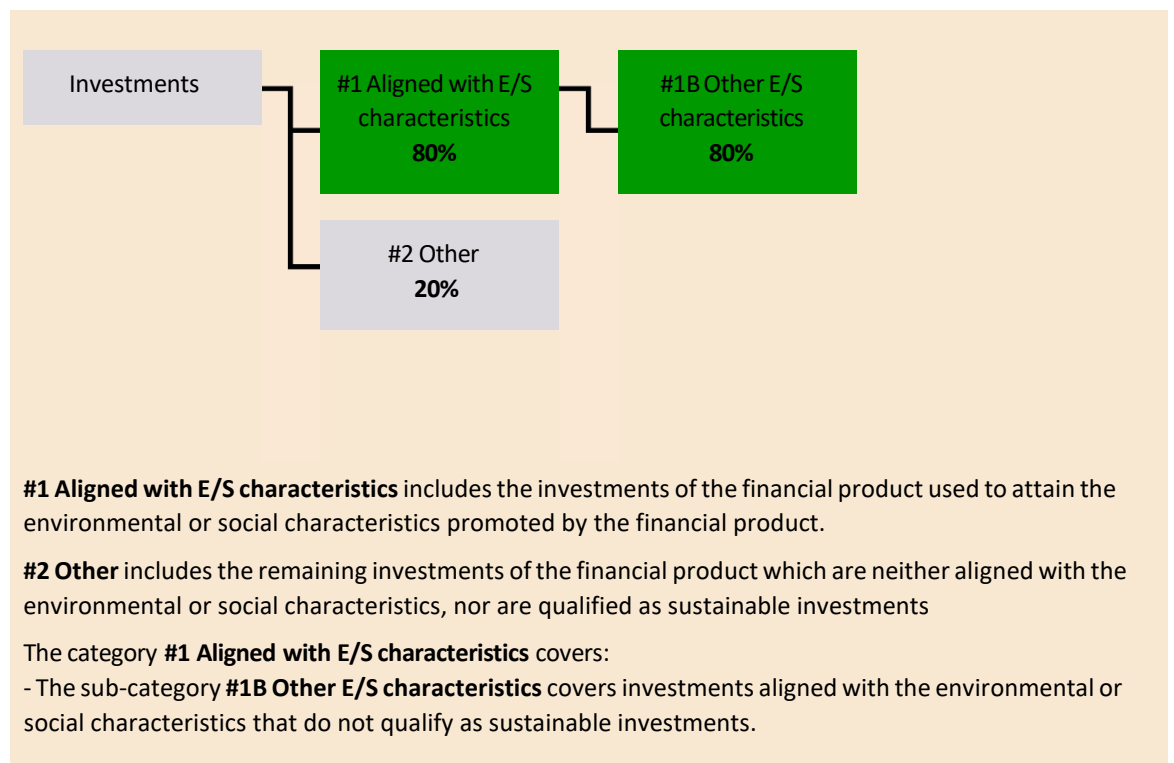 Investments
#1 Aligned with E/S
characteristics
80%
#1B Other E/S
characteristics
80%
#2 Other
20%
#1 Aligned with E/S characteristics includes the investments of the financial product used to attain the
environmental or social characteristics promoted by the financial product.
#2 Other includes the remaining investments of the financial product which are neither aligned with the
environmental or social characteristics, nor are qualified as sustainable investments
The category #1 Aligned with E/S characteristics covers:
- The sub-category #1B Other E/S characteristics covers investments aligned with the environmental or
social characteristics that do not qualify as sustainable investments.